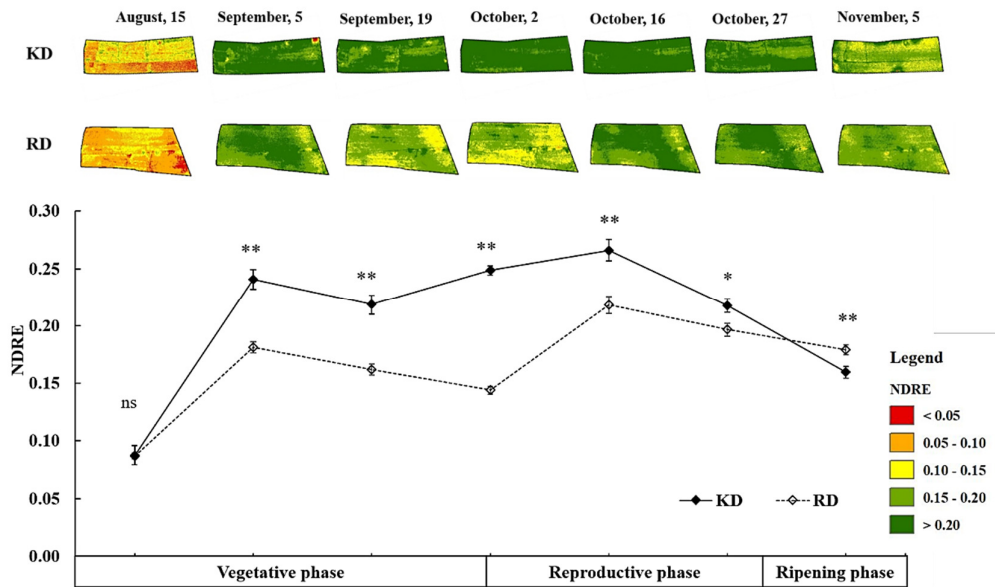 August, 15 September, 5 September, 19 October, 2 October, 16 October, 27 November, 5
KD
RD
0.30
0.25
0.20
0.15
0.10
0.05
0.00
NDRE
ns
**
**
**
**
*
**
KD RD
Legend
NDRE
< 0.05
0.05 - 0.10
0.10 - 0.15
0.15 - 0.20
> 0.20
Vegetative phase Reproductive phase Ripening phase